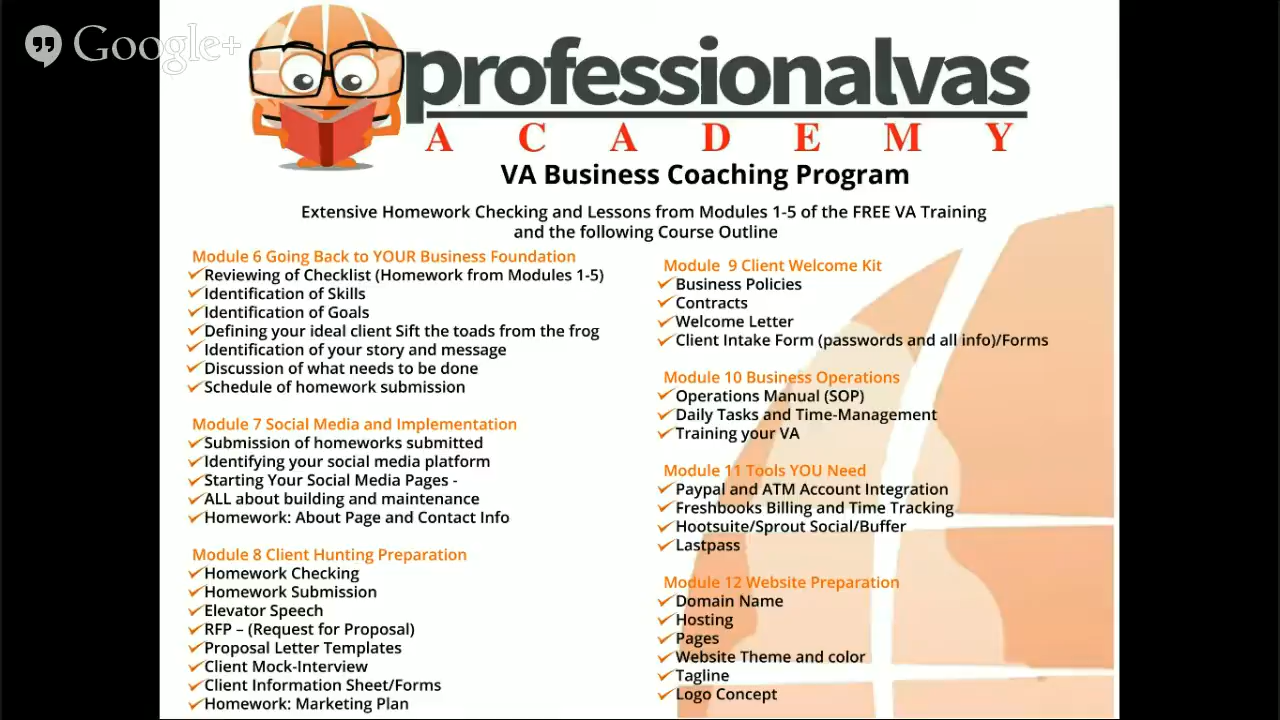 Google+
professionalvas
ACADEMY
VA Business Coaching Program
Extensive Homework Checking and Lessons from Modules 1-5 of the FREE VA Training
and the following Course Outline
Module 6 Going Back to YOUR Business Foundation
Reviewing of Checklist (Homework from Modules 1-5)
Identification of Skills
Identification of Goals
Defining your ideal client Sift the toads from the frog
Identification of your story and message
Discussion of what needs to be done
Schedule of homework submission
Module 7 Social Media and Implementation
Submission of homeworks submitted
Identifying your social media platform
Starting Your Social Media Pages -
ALL about building and maintenance
Homework: About Page and Contact Info
Module 8 Client Hunting Preparation
Homework Checking
Homework Submission
Elevator Speech
RFP – (Request for Proposal)
Proposal Letter Templates
Client Mock-Interview
Client Information Sheet/Forms
Homework: Marketing Plan
Module 9 Client Welcome Kit
Business Policies
Contracts
Welcome Letter
Client Intake Form (passwords and all info)/Forms
Module 10 Business Operations
Operations Manual (SOP)
Daily Tasks and Time-Management
Training your VA
Module 11 Tools YOU Need
Paypal and ATM Account Integration
Freshbooks Billing and Time Tracking
Hootsuite/Sprout Social/Buffer
Lastpass
Module 12 Website Preparation
Domain Name
Hosting
Pages
Website Theme and color
Tagline
Logo Concept